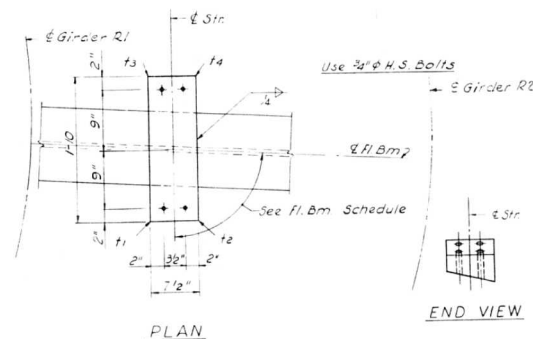 ℄ Str.
℄ Girder R1
t3
t4
2"
Use ¾" Φ H.S. Bolts
℄ Girder R2
¼
9"
1-10
℄ Fl. Bm
9"
See Fl. Bm Schedule
℄ Str.
t1
t2
2"
2"
3½"
2"
7½"
PLAN
END VIEW